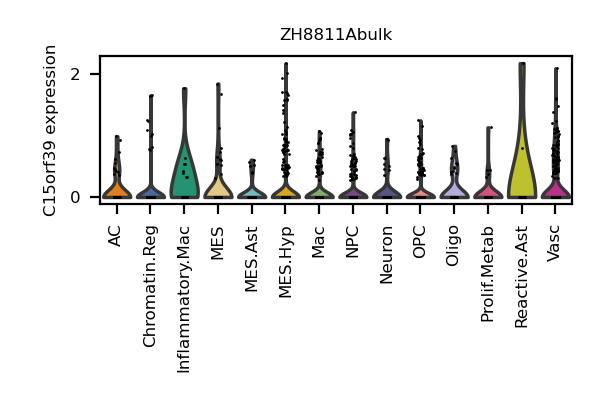 ZH8811Abulk
C15orf39 expression
2
0
AC
Chromatin.Reg
Inflammatory.Mac
MES
MES.Ast
MES.Hyp
Mac
NPC
Neuron
OPC
Oligo
Prolif.Metab
Reactive.Ast
Vasc